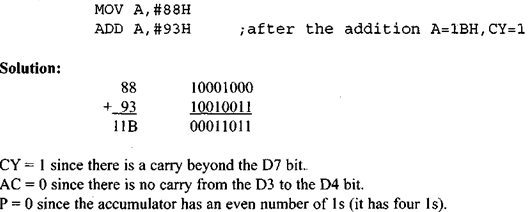 MOV A,#88H
ADD A,#93H ;after the addition A=1BH,CY=1
Solution:
88 10001000
+ 93 10010011
11B 00011011
CY = 1 since there is a carry beyond the D7 bit.
AC = 0 since there is no carry from the D3 to the D4 bit.
P = 0 since the accumulator has an even number of 1s (it has four 1s).